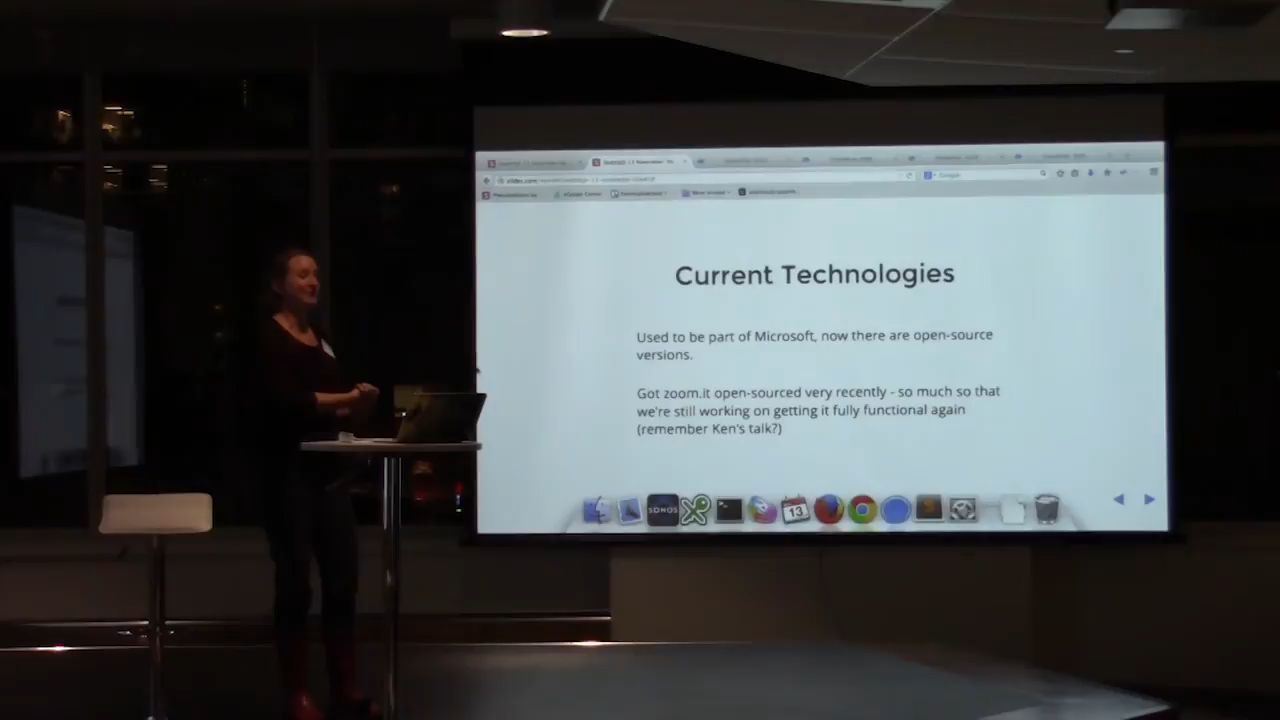 Google
Current Technologies
Used to be part of Microsoft, now there are open-source
versions.
Got zoom.it open-sourced very recently - so much so that
we're still working on getting it fully functional again
(remember Ken's talk?)
SONOS
13